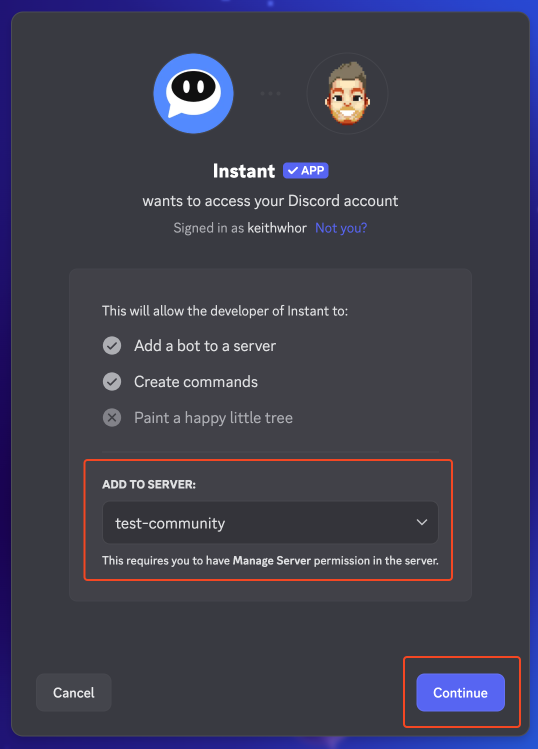 Instant ✓ APP
wants to access your Discord account
Signed in as keithwhor Not you?
This will allow the developer of Instant to:
Add a bot to a server
Create commands
Paint a happy little tree
ADD TO SERVER:
test-community
This requires you to have Manage Server permission in the server.
Cancel
Continue